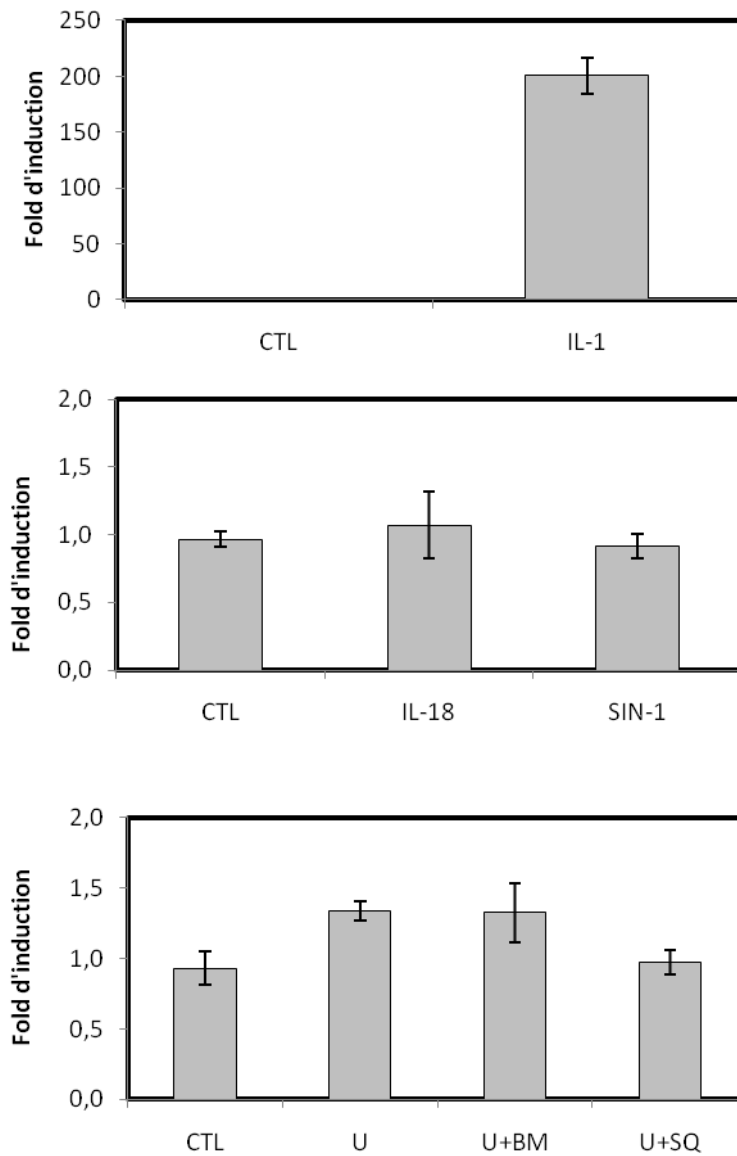 Fold d'induction
250
200
150
100
50
0
CTL IL-1
Fold d'induction
2,0
1,5
1,0
0,5
0,0
CTL IL-18 SIN-1
Fold d'induction
2,0
1,5
1,0
0,5
0,0
CTL U U+BM U+SQ